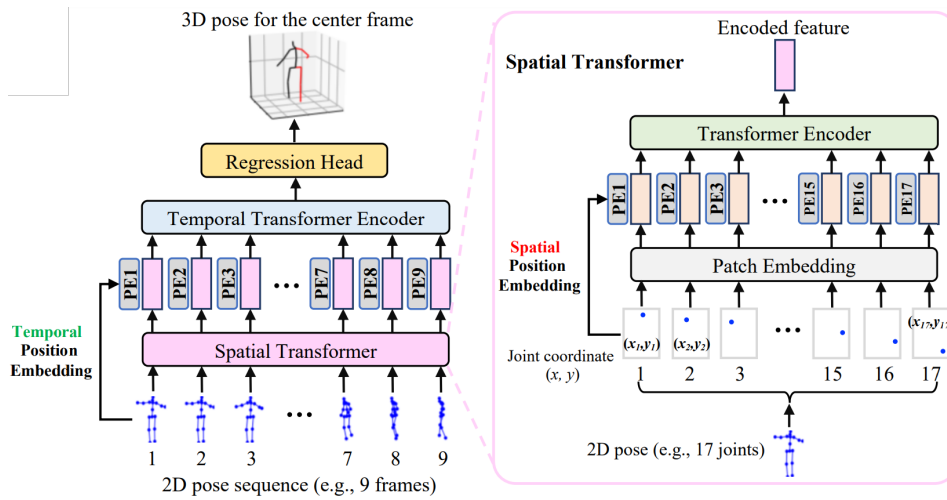 3D pose for the center frame
Regression Head
Temporal Transformer Encoder
PE1 PE2 PE3 ••• PE7 PE8 PE9
Temporal
Position
Embedding
Spatial Transformer
•••
1 2 3 7 8 9
2D pose sequence (e.g., 9 frames)
Encoded feature
Spatial Transformer
Transformer Encoder
PE1 PE2 PE3 ••• PE15 PE16 PE17
Spatial
Position
Embedding
Patch Embedding
(x1,y1) (x2,y2) ••• (x17,y17
Joint coordinate
(x, y)
1 2 3 15 16 17
2D pose (e.g., 17 joints)